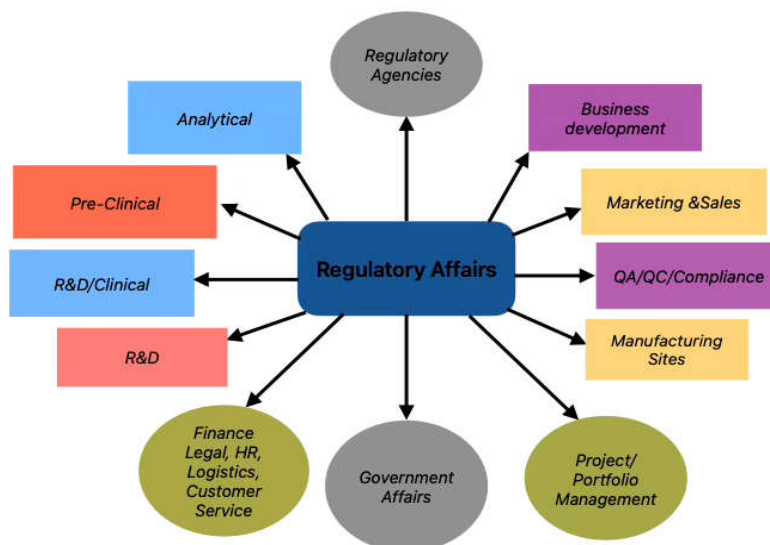 Regulatory
Agencies
Analytical
Business
development
Pre-Clinical
Marketing &Sales
Regulatory Affairs
R&D/Clinical
QA/QC/Compliance
R&D
Manufacturing
Sites
Finance
Legal, HR,
Logistics,
Customer
Service
Government
Affairs
Project/
Portfolio
Management